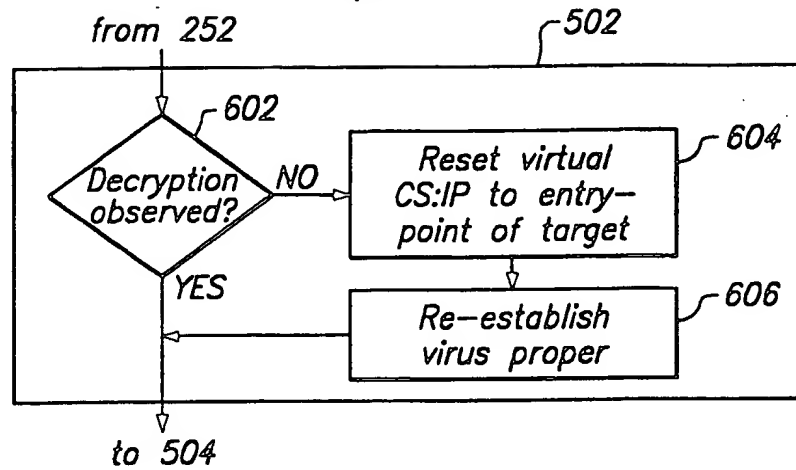 from 252
502
602
Decryption
observed?
NO
YES
604
Reset virtual
CS:IP to entry-
point of target
606
Re-establish
virus proper
to 504